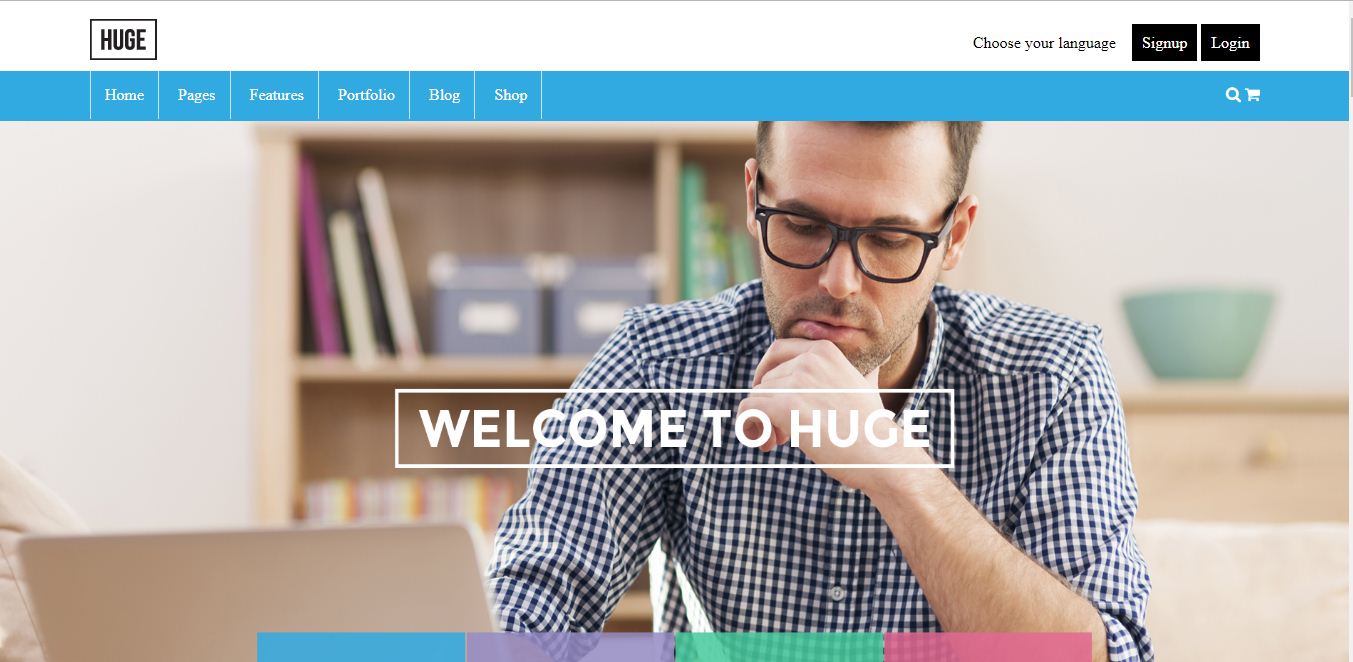 HUGE
Choose your language Signup Login
Home Pages Features Portfolio Blog Shop
WELCOME TO HUGE